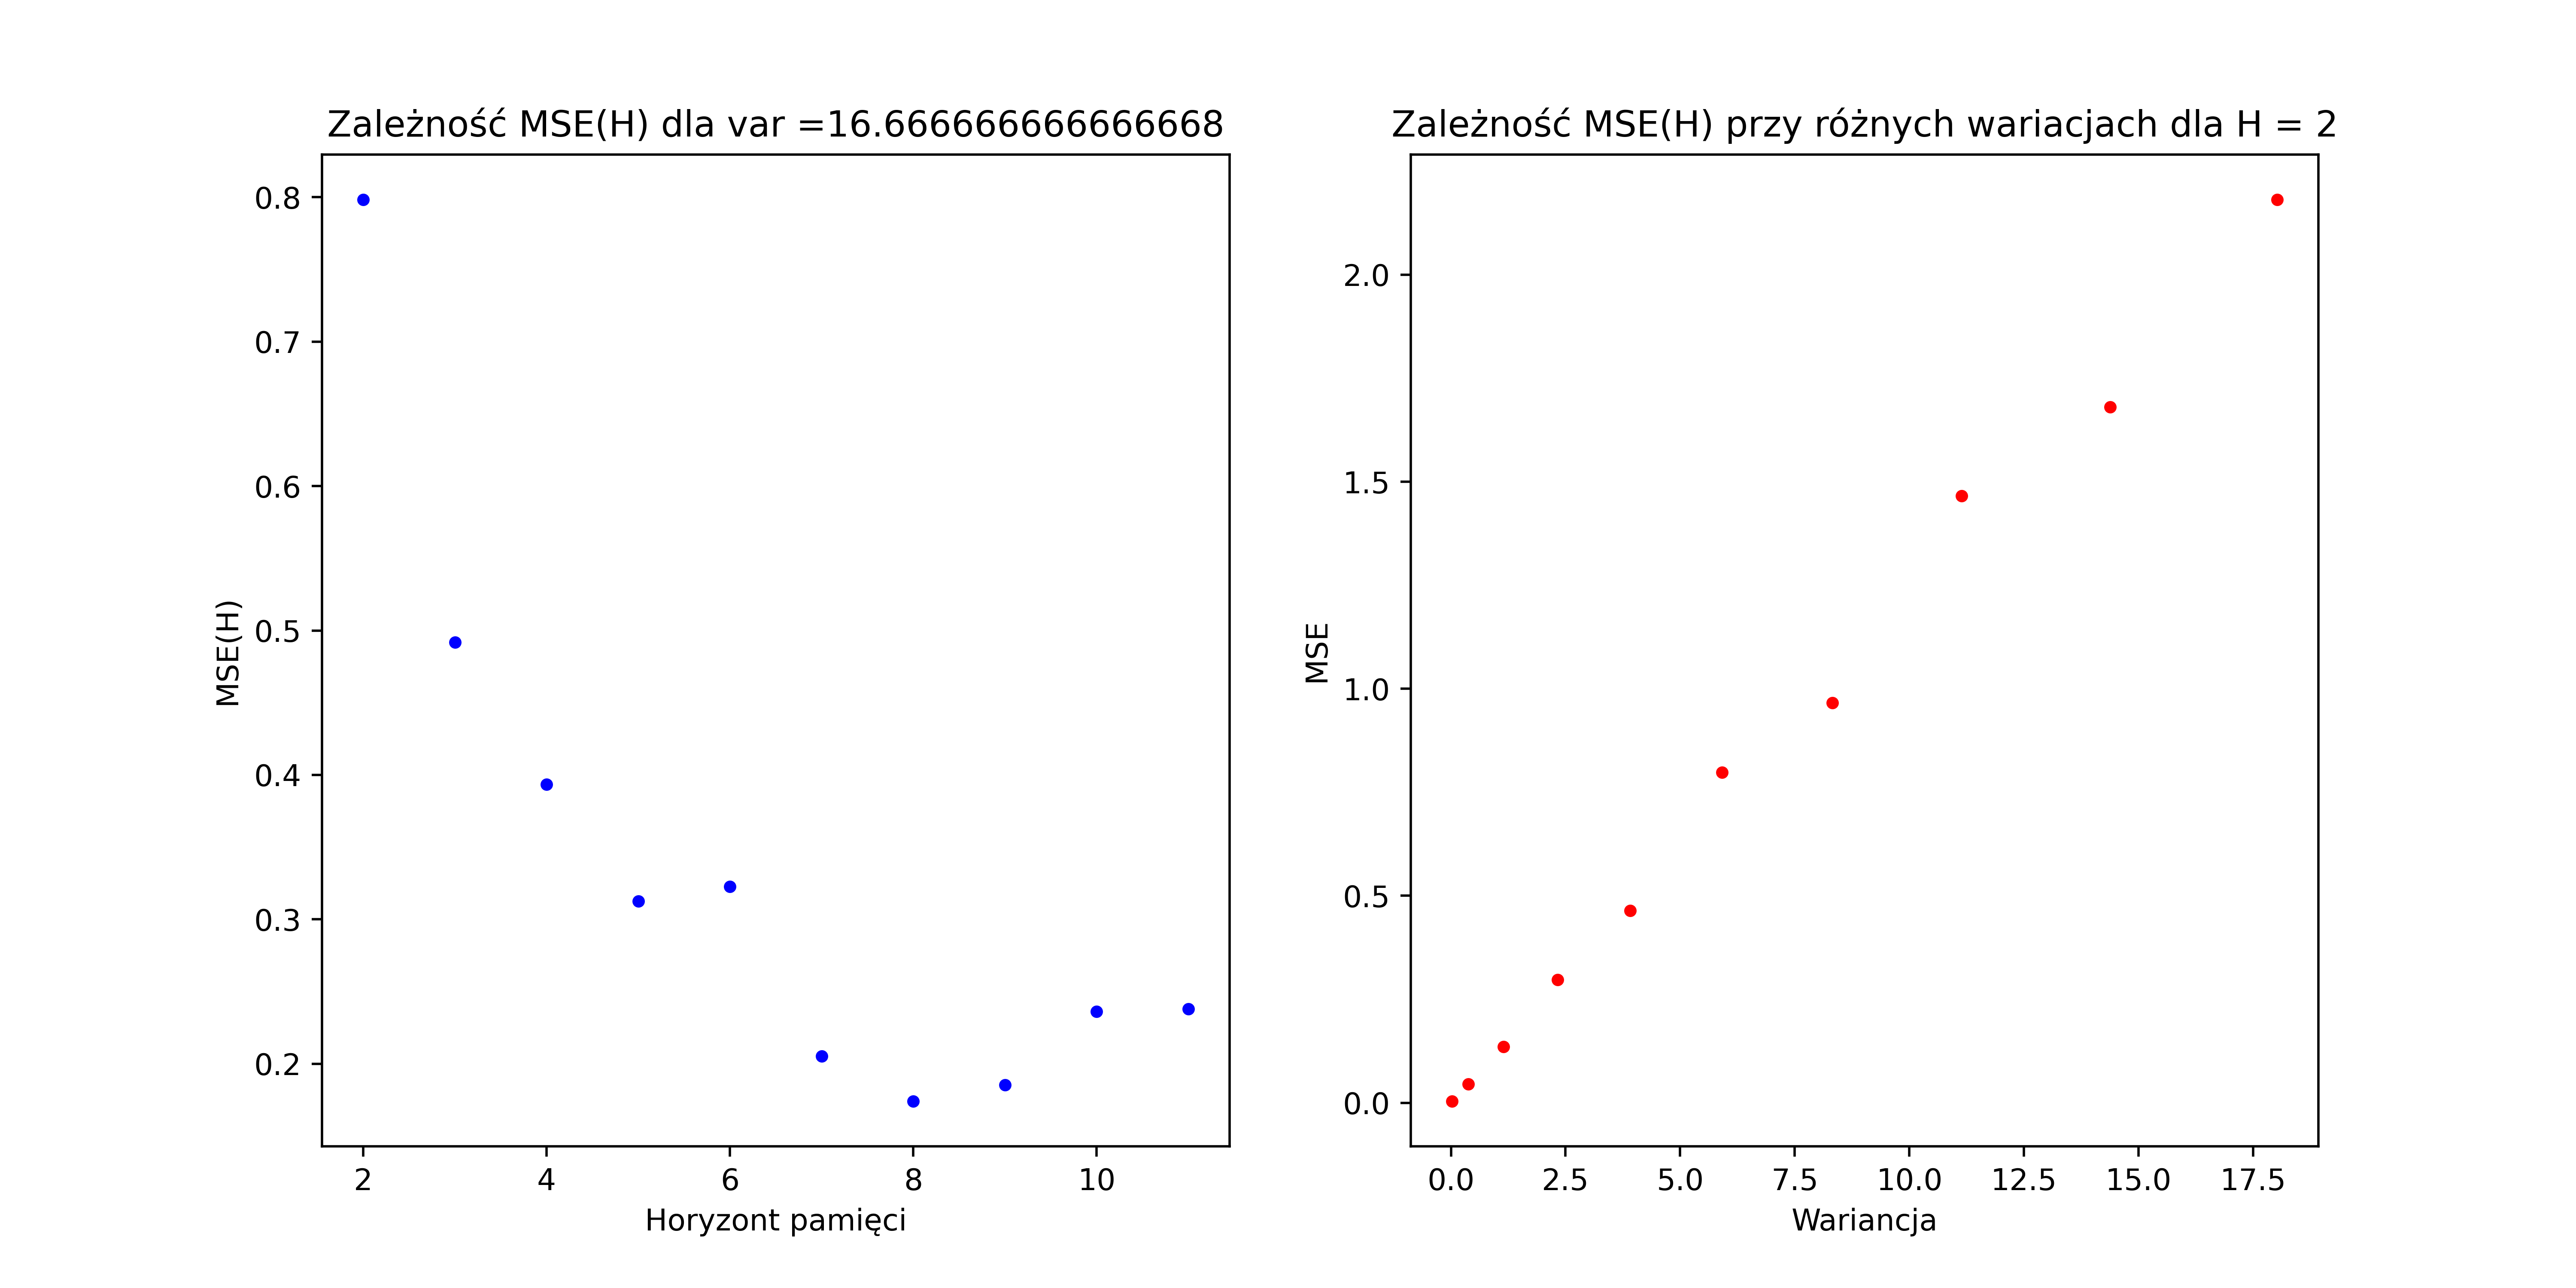 Zależność MSE(H) dla var =16.666666666666668
MSE(H)
0.8
0.7
0.6
0.5
0.4
0.3
0.2
2 4 6 8 10
Horyzont pamięci
Zależność MSE(H) przy różnych wariacjach dla H = 2
MSE
2.0
1.5
1.0
0.5
0.0
0.0 2.5 5.0 7.5 10.0 12.5 15.0 17.5
Wariancja